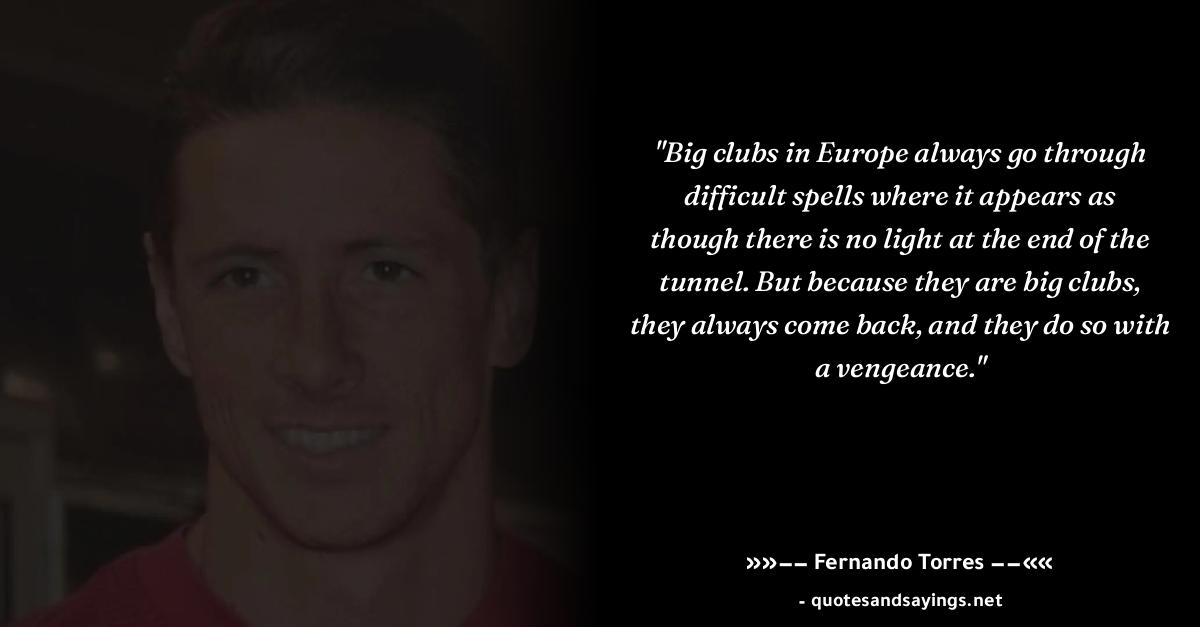 "Big clubs in Europe always go through
difficult spells where it appears as
though there is no light at the end of the
tunnel. But because they are big clubs,
they always come back, and they do so with
a vengeance."
»»–– Fernando Torres ––««
- quotesandsayings.net